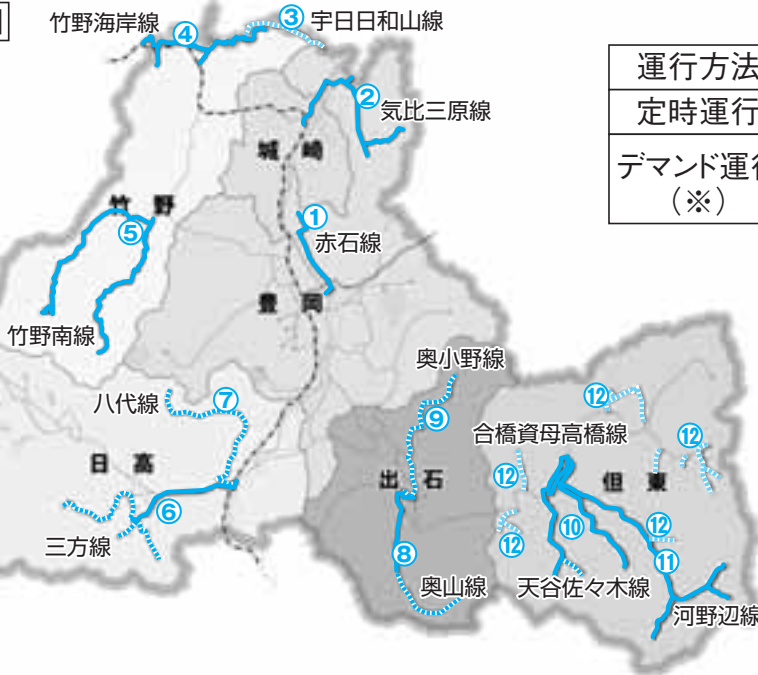 竹野海岸線
④
③
宇日日和山線
運行方法
定時運行
デマンド運行
(※)
②
気比三原線
城崎
竹野
⑤
①
赤石線
豊岡
竹野南線
奥小野線
八代線
⑦
⑨
⑫
合橋資母高橋線
⑫
日高
出石
⑫
但東
⑥
⑩
⑫
⑫
三方線
⑧
⑪
奥山線
天谷佐々木線
河野辺線